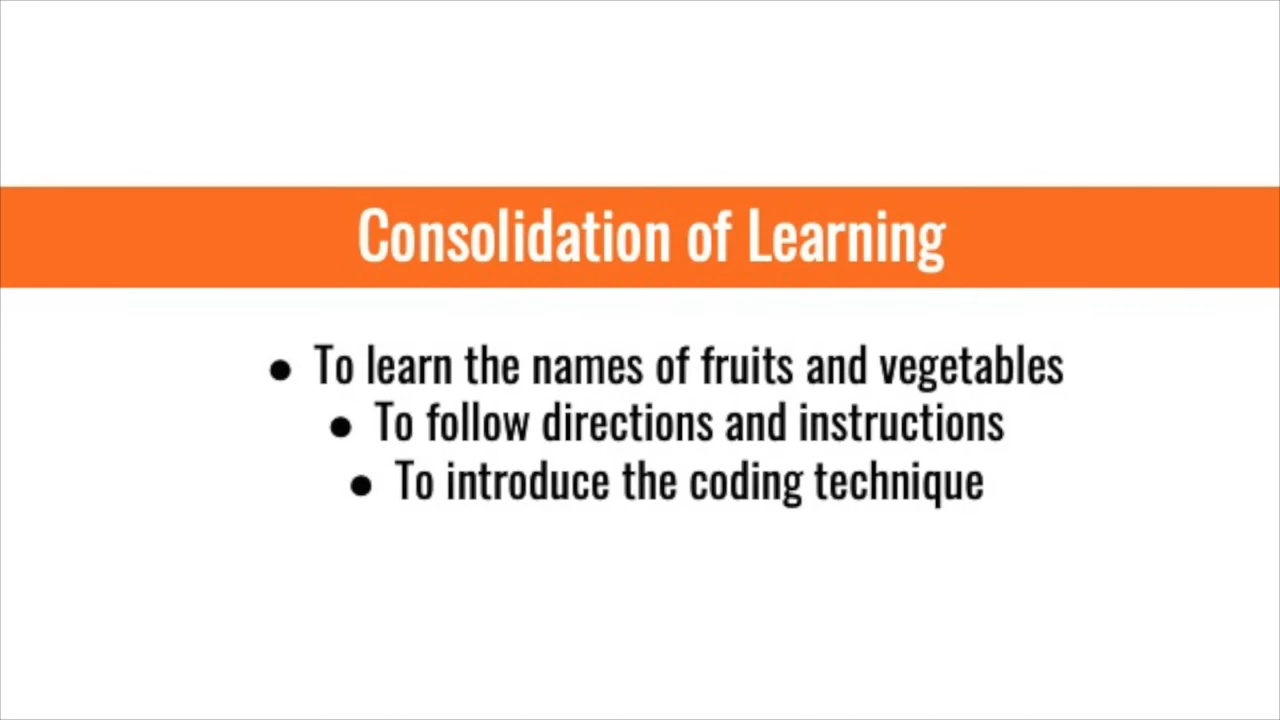 Consolidation of Learning
● To learn the names of fruits and vegetables
● To follow directions and instructions
● To introduce the coding technique